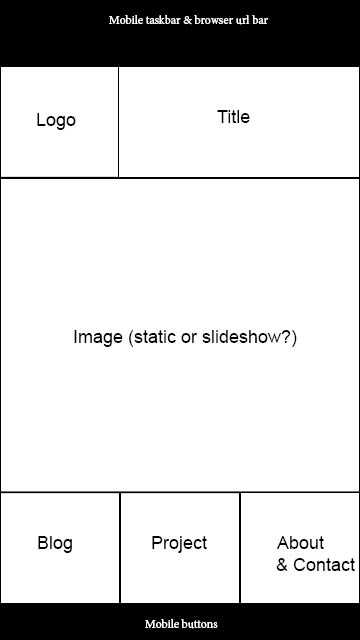 Mobile taskbar & browser url bar
Logo
Title
Image (static or slideshow?)
Blog
Project
About
& Contact
Mobile buttons